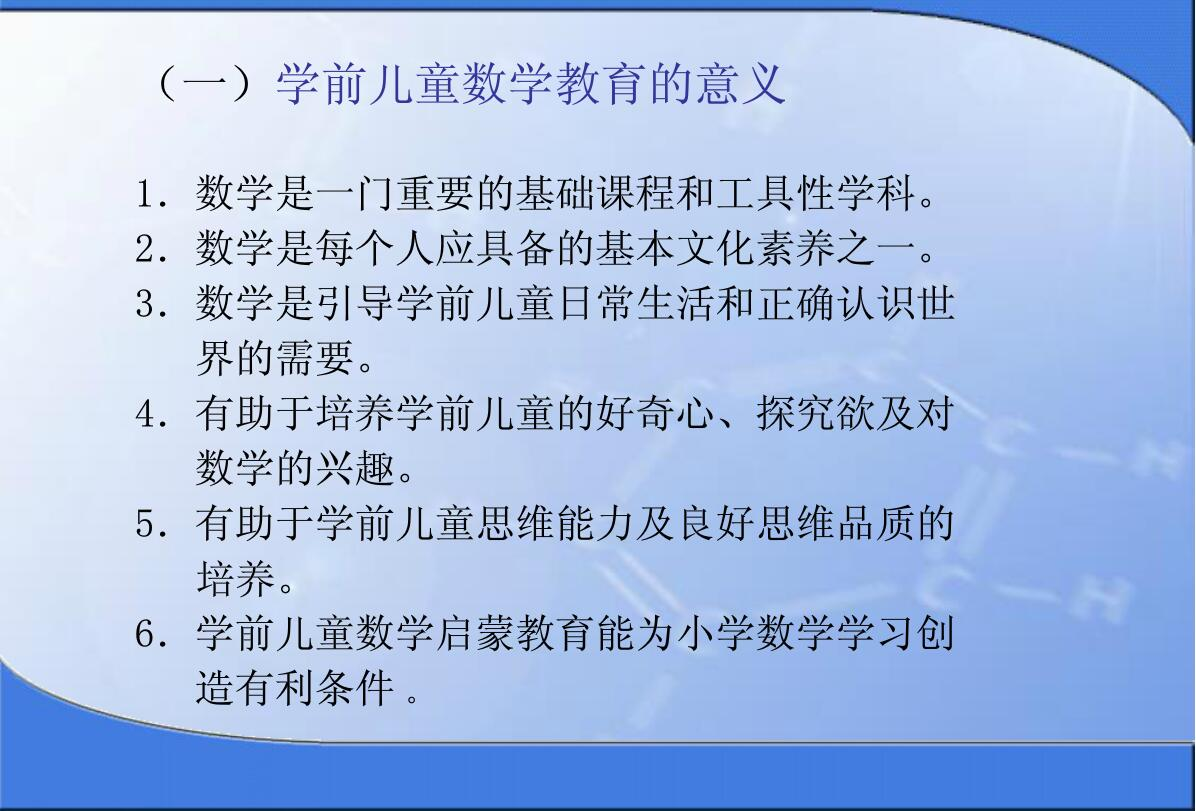 （一）学前儿童数学教育的意义
1. 数学是一门重要的基础课程和工具性学科。
2. 数学是每个人应具备的基本文化素养之一。
3. 数学是引导学前儿童日常生活和正确认识世
界的需要。
4. 有助于培养学前儿童的好奇心、探究欲及对
数学的兴趣。
5. 有助于学前儿童思维能力及良好思维品质的
培养。
6. 学前儿童数学启蒙教育能为小学数学学习创
造有利条件。
C
H
C
H